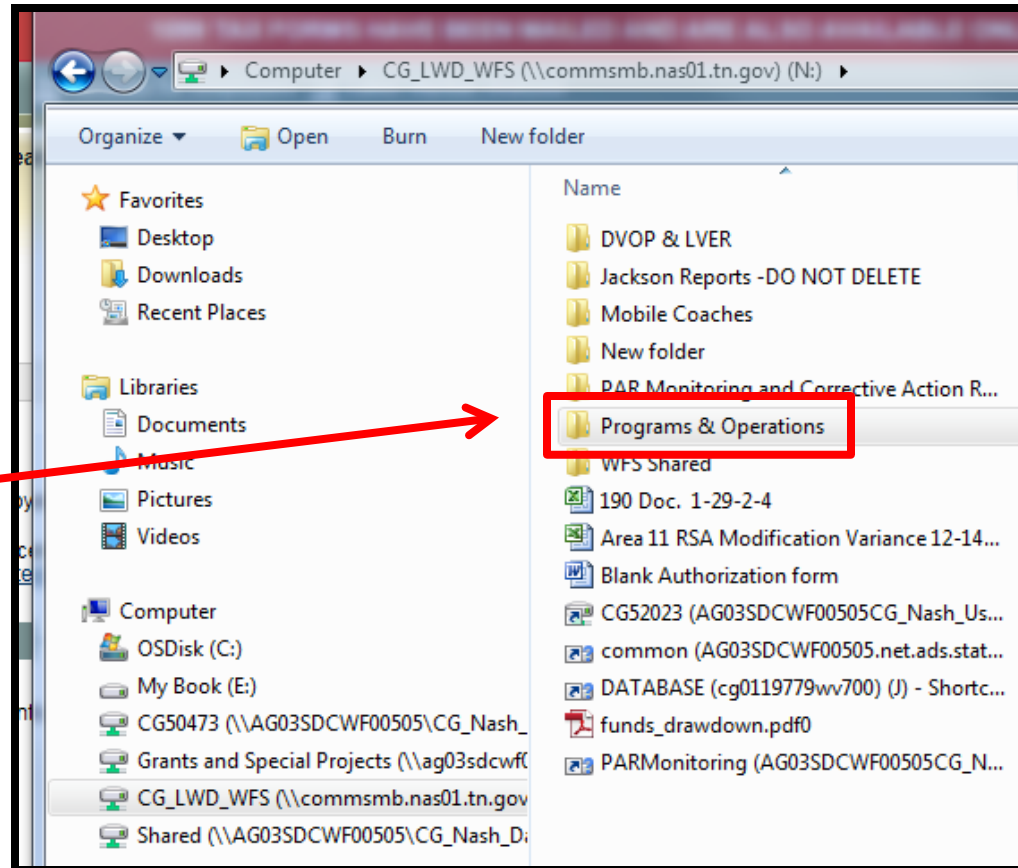 Computer ▸ CG_LWD_WFS (\\commsmb.nas01.tn.gov) (N:) ▸
Organize Open Burn New folder
Favorites
Desktop
Downloads
Recent Places
Libraries
Documents
Music
Pictures
Videos
Computer
OSDisk (C:)
My Book (E:)
CG50473 (\\AG03SDCWF00505\CG_Nash_
Grants and Special Projects (\\ag03sdcwf0
CG_LWD_WFS (\\commsmb.nas01.tn.gov
Shared (\\AG03SDCWF00505\CG_Nash_Da
Name
DVOP & LVER
Jackson Reports -DO NOT DELETE
Mobile Coaches
New folder
PAR Monitoring and Corrective Action R...
Programs & Operations
WFS Shared
190 Doc. 1-29-2-4
Area 11 RSA Modification Variance 12-14...
Blank Authorization form
CG52023 (AG03SDCWF00505CG_Nash_Us...
common (AG03SDCWF00505.net.ads.stat...
DATABASE (cg0119779wv700) (J) - Shortc...
funds_drawdown.pdf0
PARMonitoring (AG03SDCWF00505CG_N...